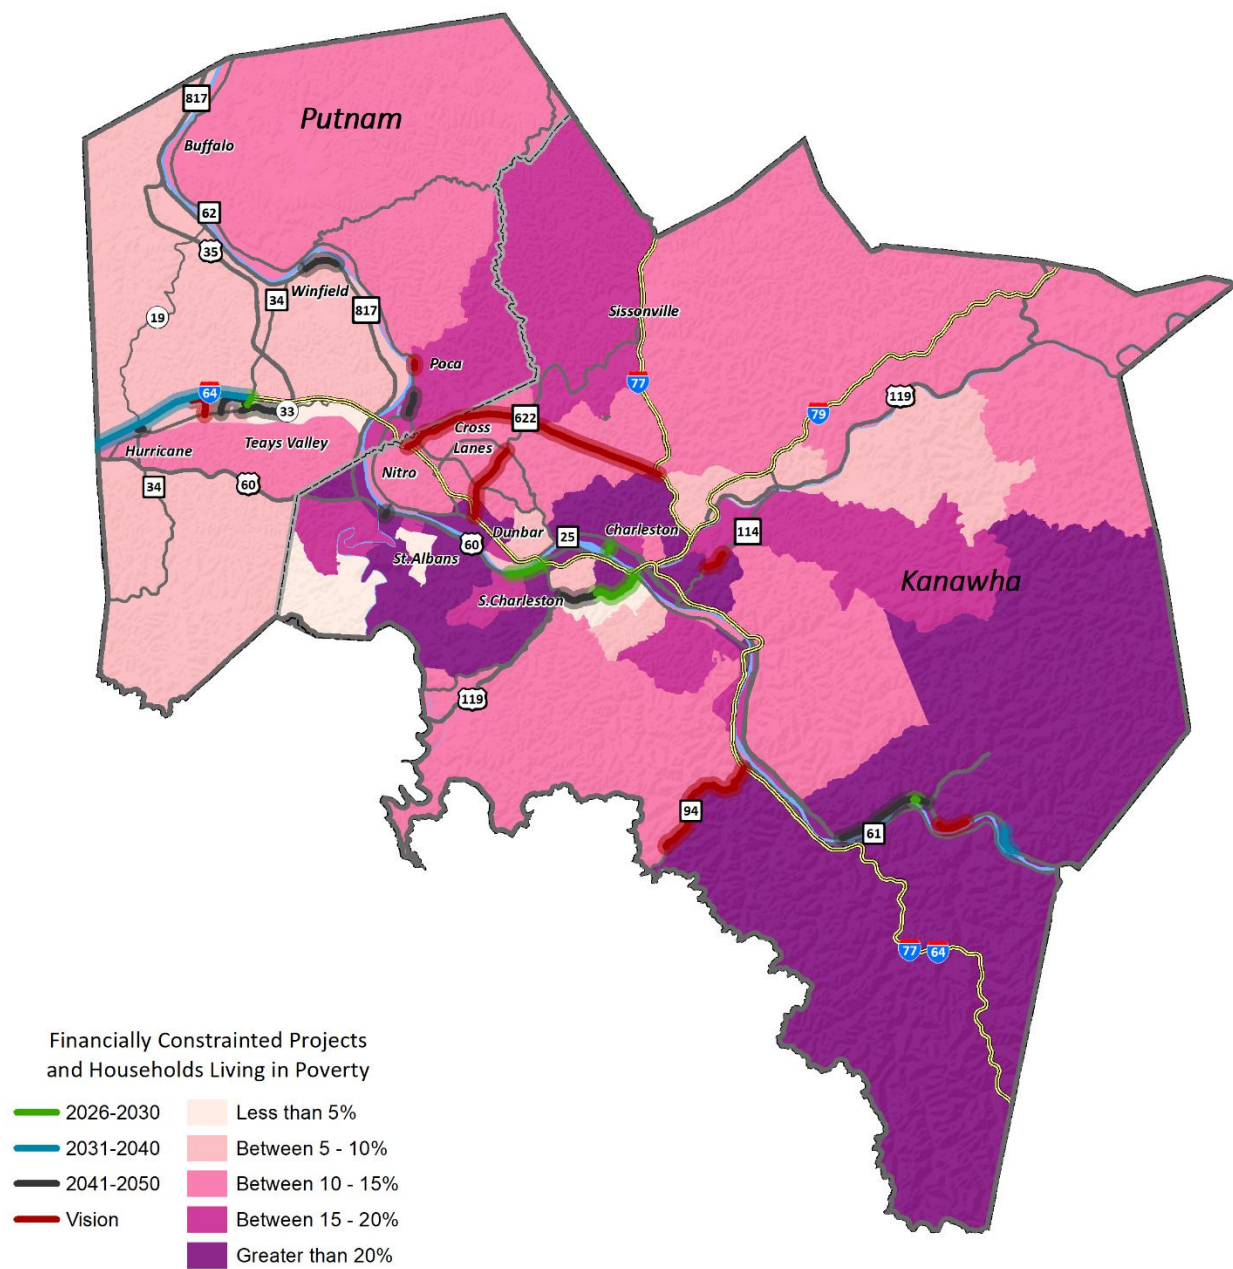 817
Putnam
Buffalo
62
35
34
Winfield
817
19
Sissonville
Poca
77
64
33
622
79
119
Cross
Lanes
Hurricane
Teays Valley
34
60
Nitro
Dunbar
25
Charleston
114
60
St.Albans
S.Charleston
Kanawha
119
94
61
77
64
Financially Constrainted Projects
and Households Living in Poverty
2026-2030
Less than 5%
2031-2040
Between 5 - 10%
2041-2050
Between 10 - 15%
Vision
Between 15 - 20%
Greater than 20%